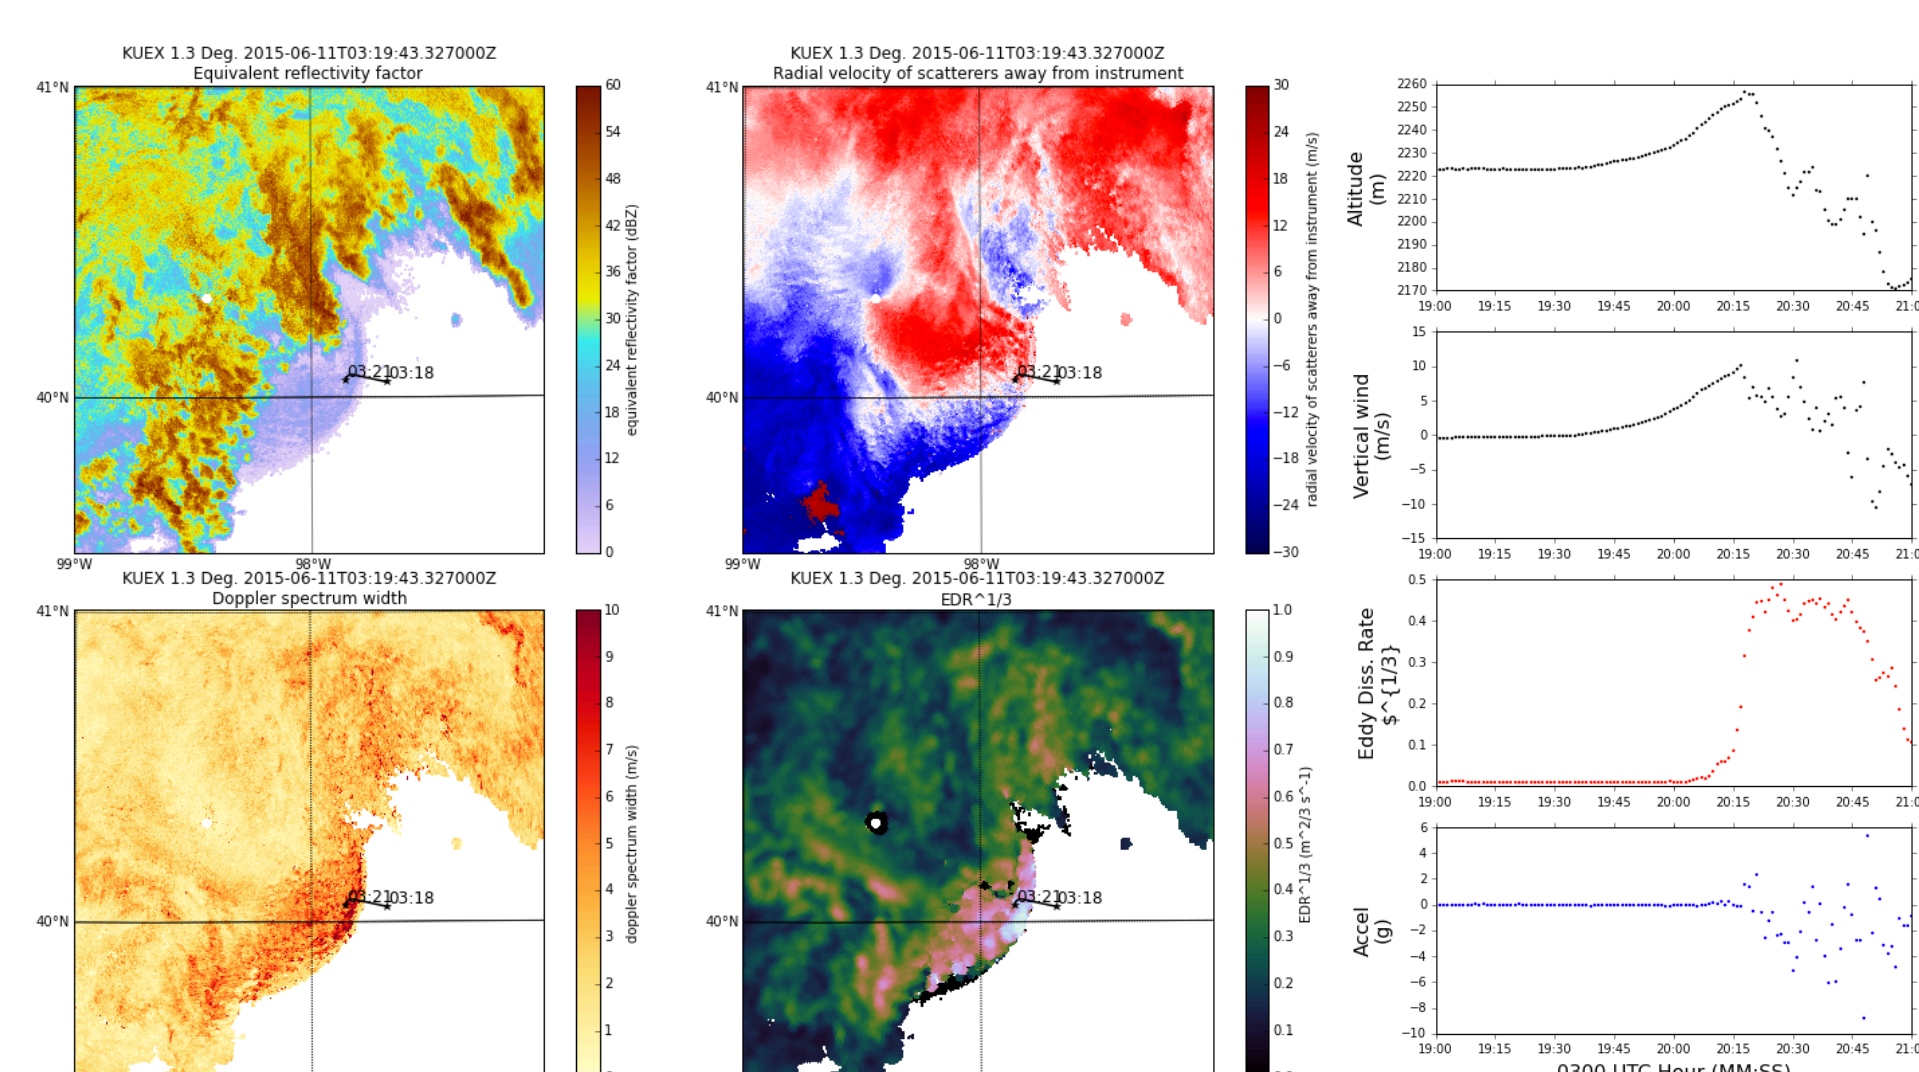 KUEX 1.3 Deg. 2015-06-11T03:19:43.327000Z
Equivalent reflectivity factor
41°N
40°N
99°W
98°W
03:21
03:18
60
54
48
42
36
30
24
18
12
6
0
equivalent reflectivity factor (dBZ)
KUEX 1.3 Deg. 2015-06-11T03:19:43.327000Z
Radial velocity of scatterers away from instrument
41°N
40°N
99°W
98°W
03:21
03:18
30
24
18
12
6
0
−6
−12
−18
−24
−30
radial velocity of scatterers away from instrument (m/s)
2260
2250
2240
2230
2220
2210
2200
2190
2180
2170
Altitude
(m)
19:00 19:15 19:30 19:45 20:00 20:15 20:30 20:45 21:0
15
10
5
0
−5
−10
−15
Vertical wind
(m/s)
19:00 19:15 19:30 19:45 20:00 20:15 20:30 20:45 21:0
KUEX 1.3 Deg. 2015-06-11T03:19:43.327000Z
Doppler spectrum width
41°N
40°N
03:21
03:18
10
9
8
7
6
5
4
3
2
1
doppler spectrum width (m/s)
KUEX 1.3 Deg. 2015-06-11T03:19:43.327000Z
EDR^1/3
41°N
40°N
03:21
03:18
1.0
0.9
0.8
0.7
0.6
0.5
0.4
0.3
0.2
0.1
EDR^1/3 (m^2/3 s^-1)
0.5
0.4
0.3
0.2
0.1
0.0
Eddy Diss. Rate
$^{1/3}
19:00 19:15 19:30 19:45 20:00 20:15 20:30 20:45 21:0
6
4
2
0
−2
−4
−6
−8
−10
Accel
(g)
19:00 19:15 19:30 19:45 20:00 20:15 20:30 20:45 21:0
0300 UTC Hour (MM:SS)